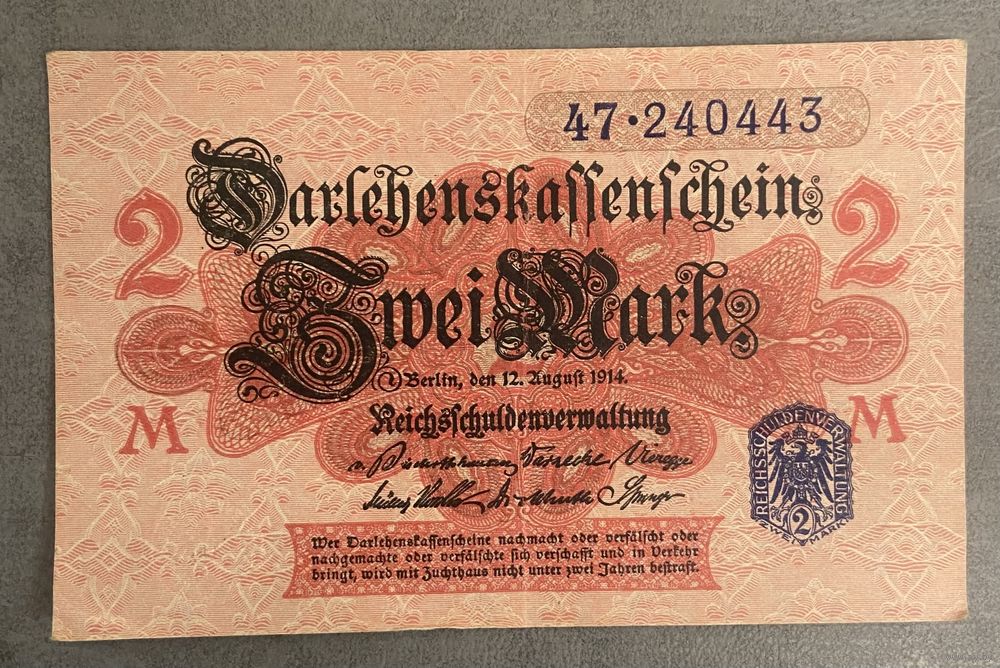 47·240443
Darlehenskassenschein
2
2
Zwei Mark
Berlin, den 12. August 1914.
Reichsschuldenverwaltung
M
M
REICHSSCHULDENVERWALTUNG
2
ZWEI MARK
Wer Darlehenskassenscheine nachmacht oder verfälscht oder
nachgemachte oder verfälschte sich verschafft und in Verkehr
bringt, wird mit Zuchthaus nicht unter zwei Jahren bestraft.